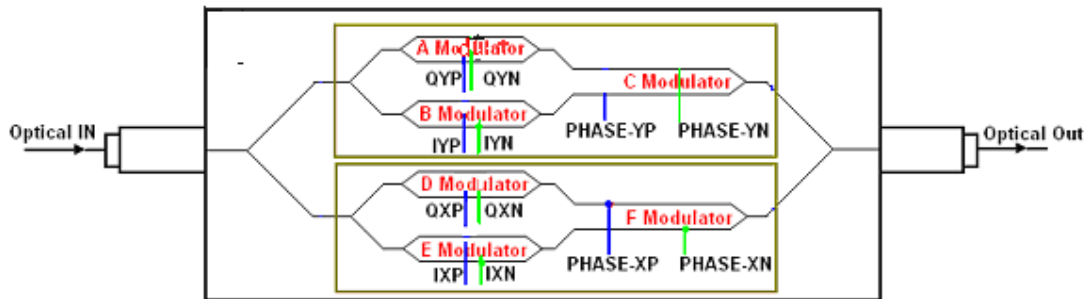 A Modulator
QYP QYN
C Modulator
B Modulator
Optical IN
PHASE-YP PHASE-YN
Optical Out
IYP IYN
D Modulator
QXP QXN
F Modulator
E Modulator
PHASE-XP PHASE-XN
IXP IXN